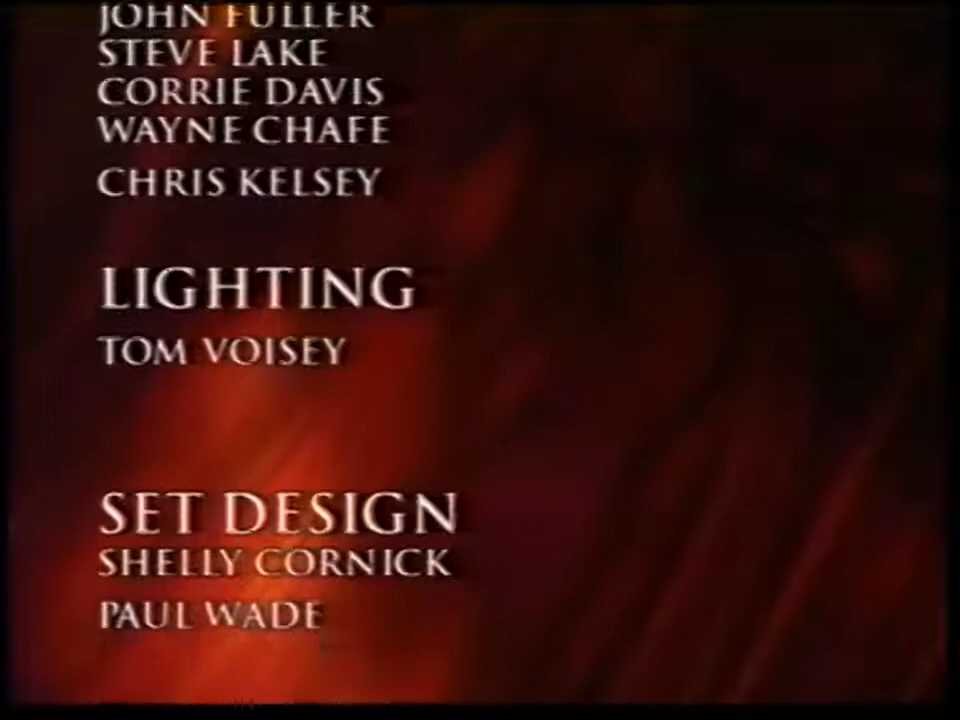 JOHN FULLER
STEVE LAKE
CORRIE DAVIS
WAYNE CHAFE
CHRIS KELSEY
LIGHTING
TOM VOISEY
SET DESIGN
SHELLY CORNICK
PAUL WADE